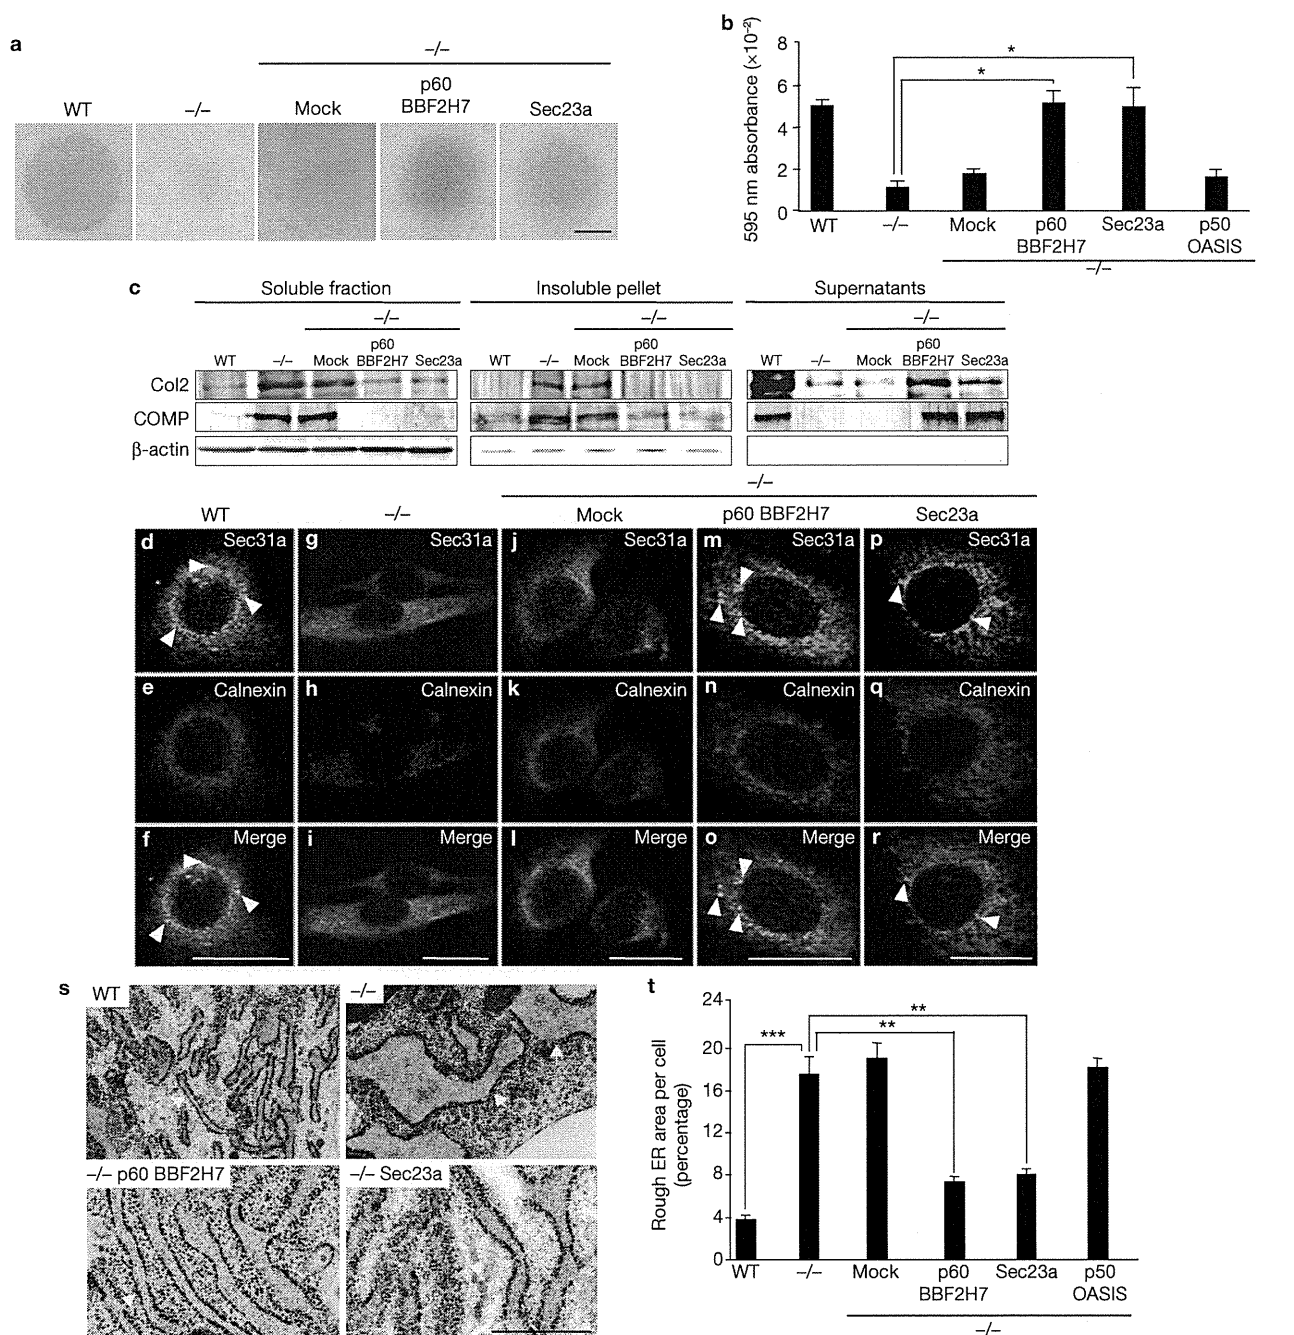 a
–/–
WT
–/–
Mock
p60
BBF2H7
Sec23a
b
595 nm absorbance (×10⁻²)
8
6
4
2
0
*
*
WT
–/–
Mock
p60
BBF2H7
Sec23a
p50
OASIS
–/–
c
Soluble fraction
Insoluble pellet
Supernatants
–/–
–/–
–/–
WT
–/–
Mock
p60
BBF2H7
Sec23a
WT
–/–
Mock
p60
BBF2H7
Sec23a
WT
–/–
Mock
p60
BBF2H7
Sec23a
Col2
COMP
β-actin
–/–
WT
–/–
Mock
p60 BBF2H7
Sec23a
d Sec31a
g Sec31a
j Sec31a
m Sec31a
p Sec31a
e Calnexin
h Calnexin
k Calnexin
n Calnexin
q Calnexin
f Merge
i Merge
l Merge
o Merge
r Merge
s
WT
–/–
–/– p60 BBF2H7
–/– Sec23a
t
Rough ER area per cell
(percentage)
24
20
16
12
8
4
0
***
**
**
WT
–/–
Mock
p60
BBF2H7
Sec23a
p50
OASIS
–/–